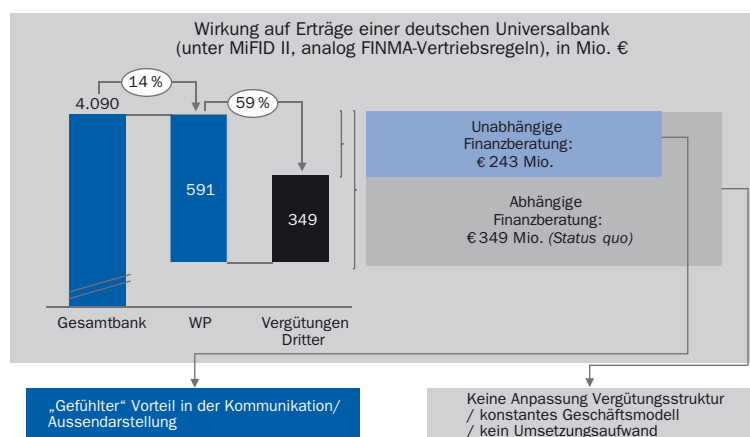 Wirkung auf Erträge einer deutschen Universalbank
(unter MiFID II, analog FINMA-Vertriebsregeln), in Mio. €
14 %
59 %
4.090
591
349
Gesamtbank
WP
Vergütungen
Dritter
Unabhängige
Finanzberatung:
€ 243 Mio.
Abhängige
Finanzberatung:
€ 349 Mio. (Status quo)
„Gefühlter“ Vorteil in der Kommunikation/
Aussendarstellung
Keine Anpassung Vergütungsstruktur
/ konstantes Geschäftsmodell
/ kein Umsetzungsaufwand